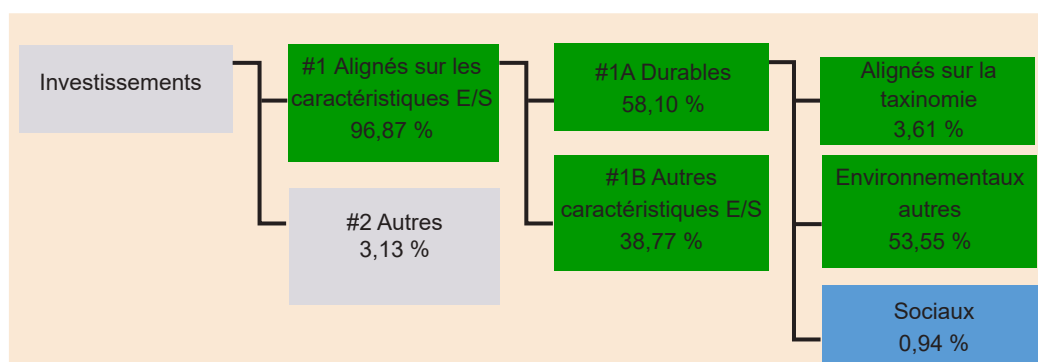 Investissements
#1 Alignés sur les
caractéristiques E/S
96,87 %
#2 Autres
3,13 %
#1A Durables
58,10 %
#1B Autres
caractéristiques E/S
38,77 %
Alignés sur la
taxinomie
3,61 %
Environnementaux
autres
53,55 %
Sociaux
0,94 %